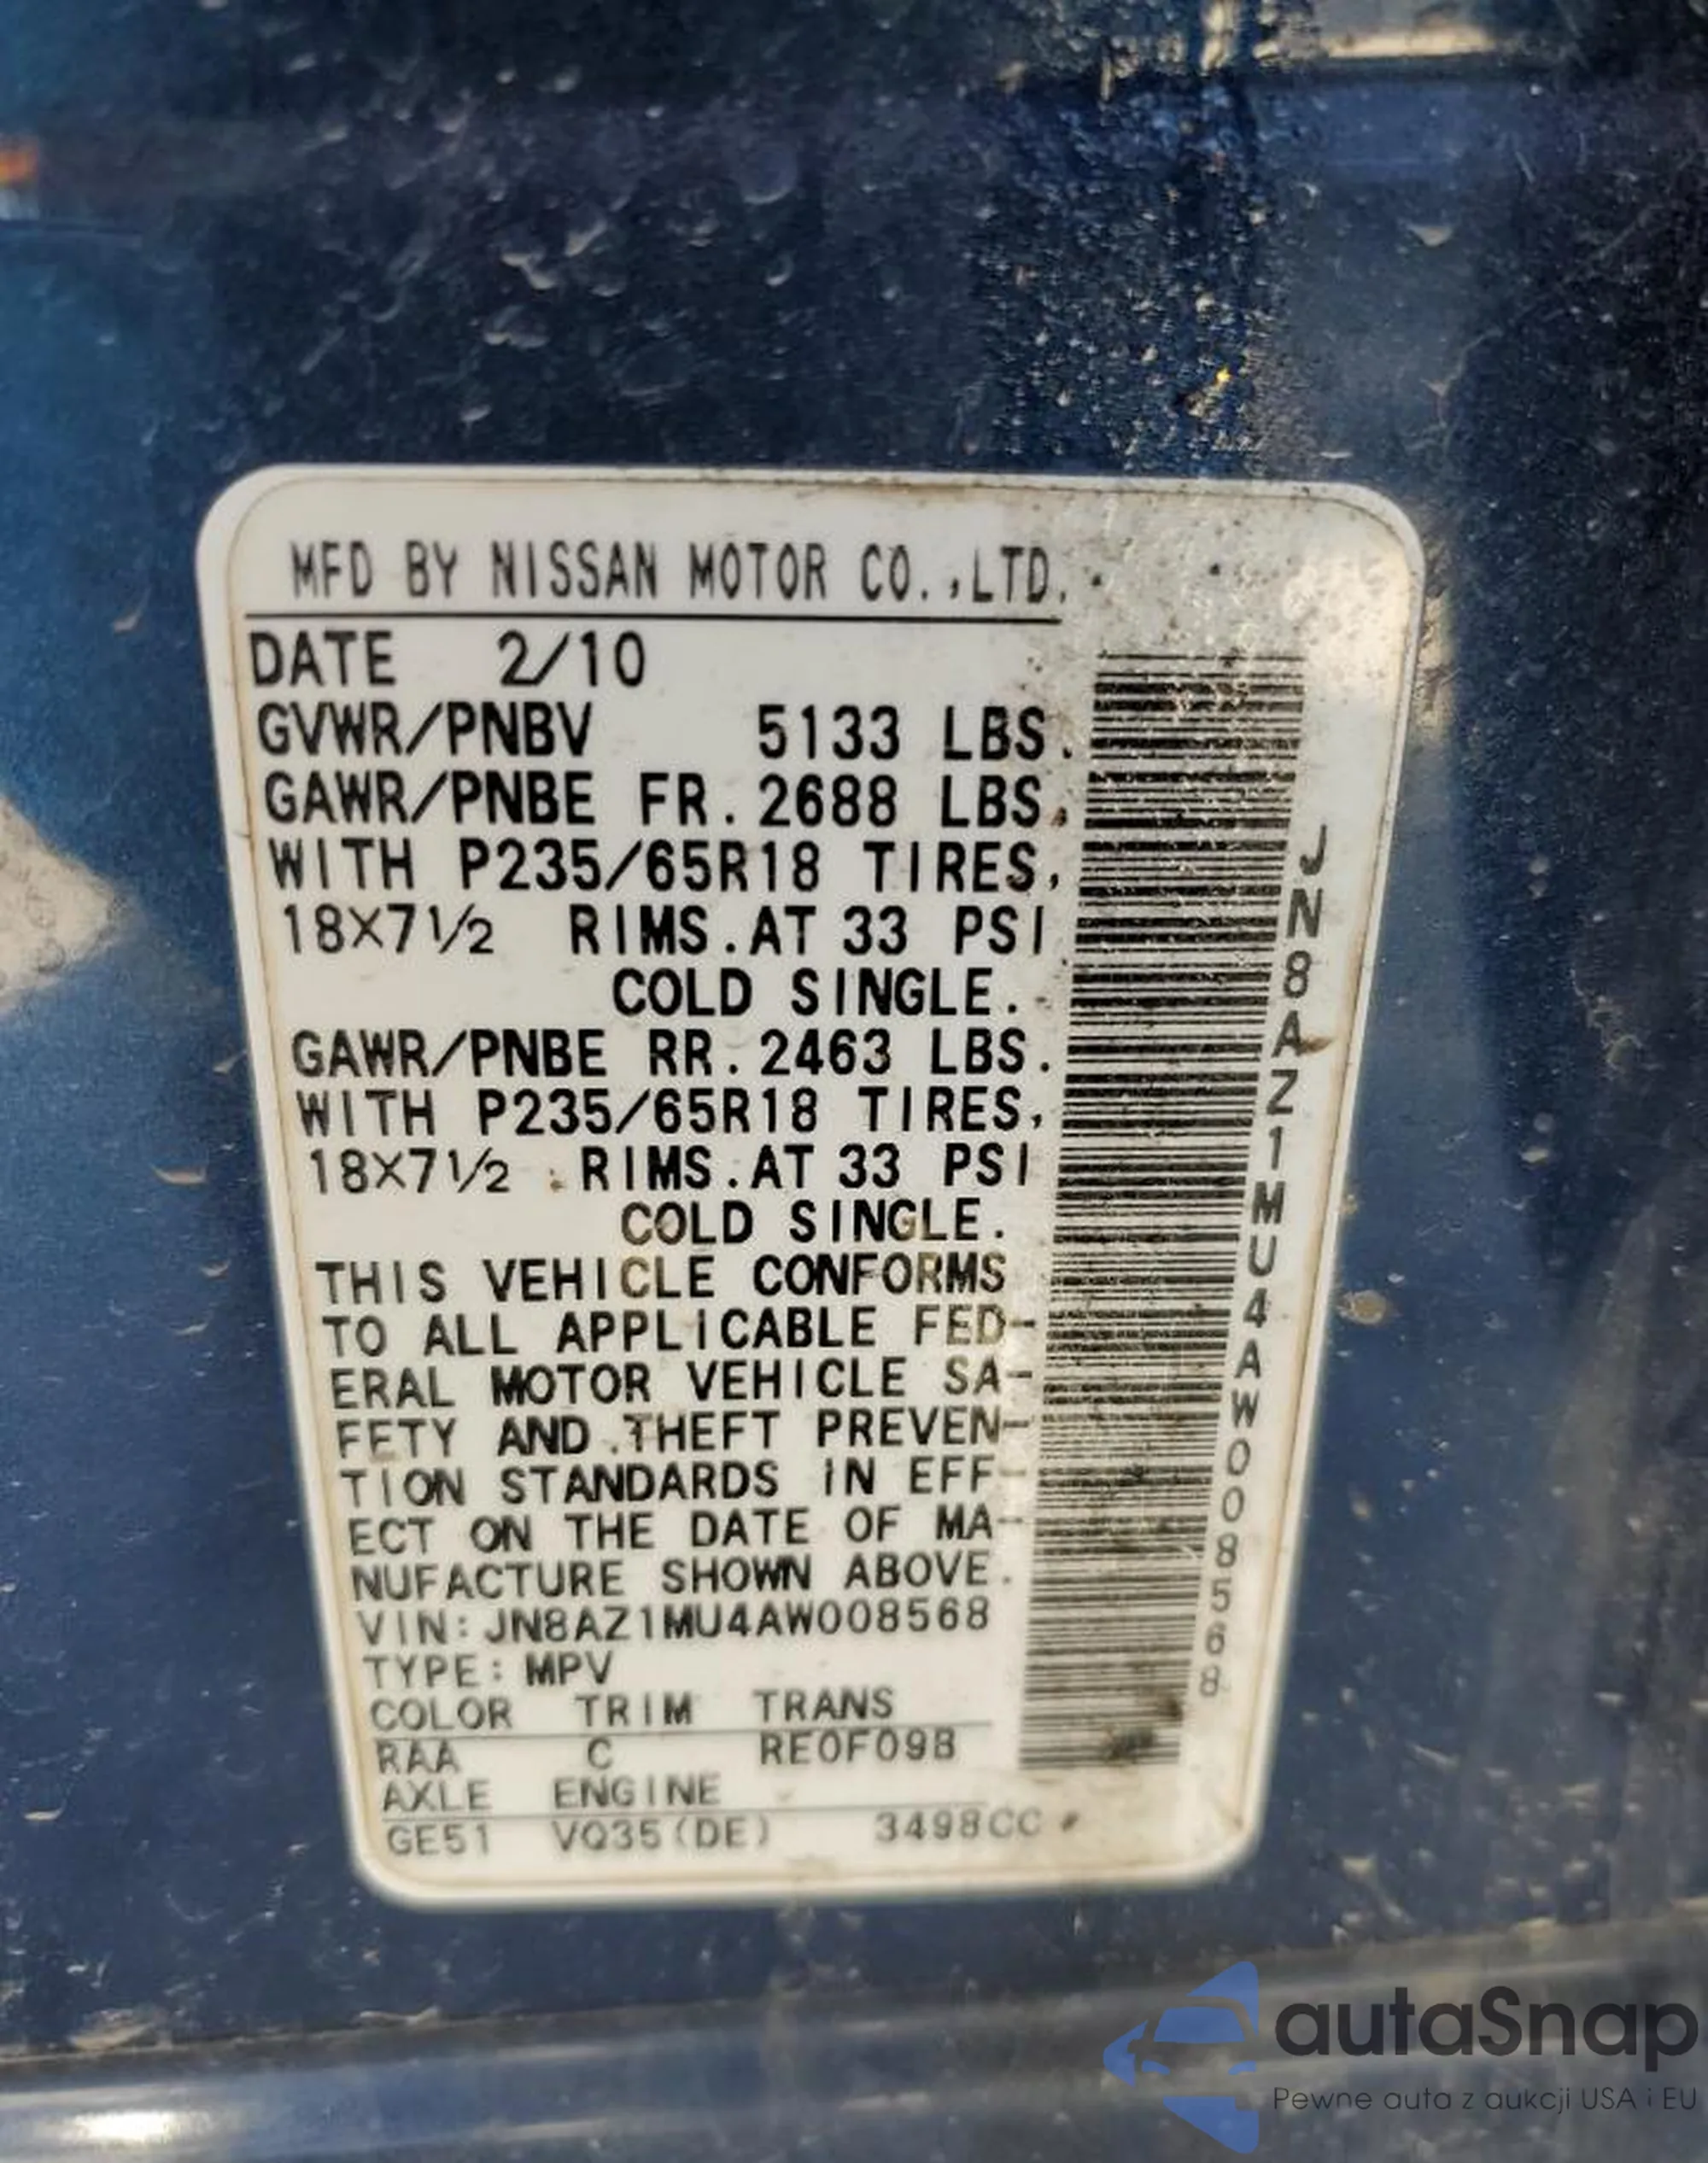 MFD BY NISSAN MOTOR CO.,LTD.
DATE 2/10
GVWR/PNBV 5133 LBS.
GAWR/PNBE FR.2688 LBS.
WITH P235/65R18 TIRES,
18X7½ RIMS.AT 33 PSI
COLD SINGLE.
GAWR/PNBE RR.2463 LBS.
WITH P235/65R18 TIRES,
18X7½ RIMS.AT 33 PSI
COLD SINGLE.
THIS VEHICLE CONFORMS
TO ALL APPLICABLE FED-
ERAL MOTOR VEHICLE SA-
FETY AND THEFT PREVEN-
TION STANDARDS IN EFF-
ECT ON THE DATE OF MA-
NUFACTURE SHOWN ABOVE.
VIN:JN8AZ1MU4AW008568
TYPE:MPV
COLOR TRIM TRANS
RAA C RE0F09B
AXLE ENGINE
GE51 VQ35(DE) 3498CC
JN8AZ1MU4AW008568
autaSnap
Pewne auta z aukcji USA i EU